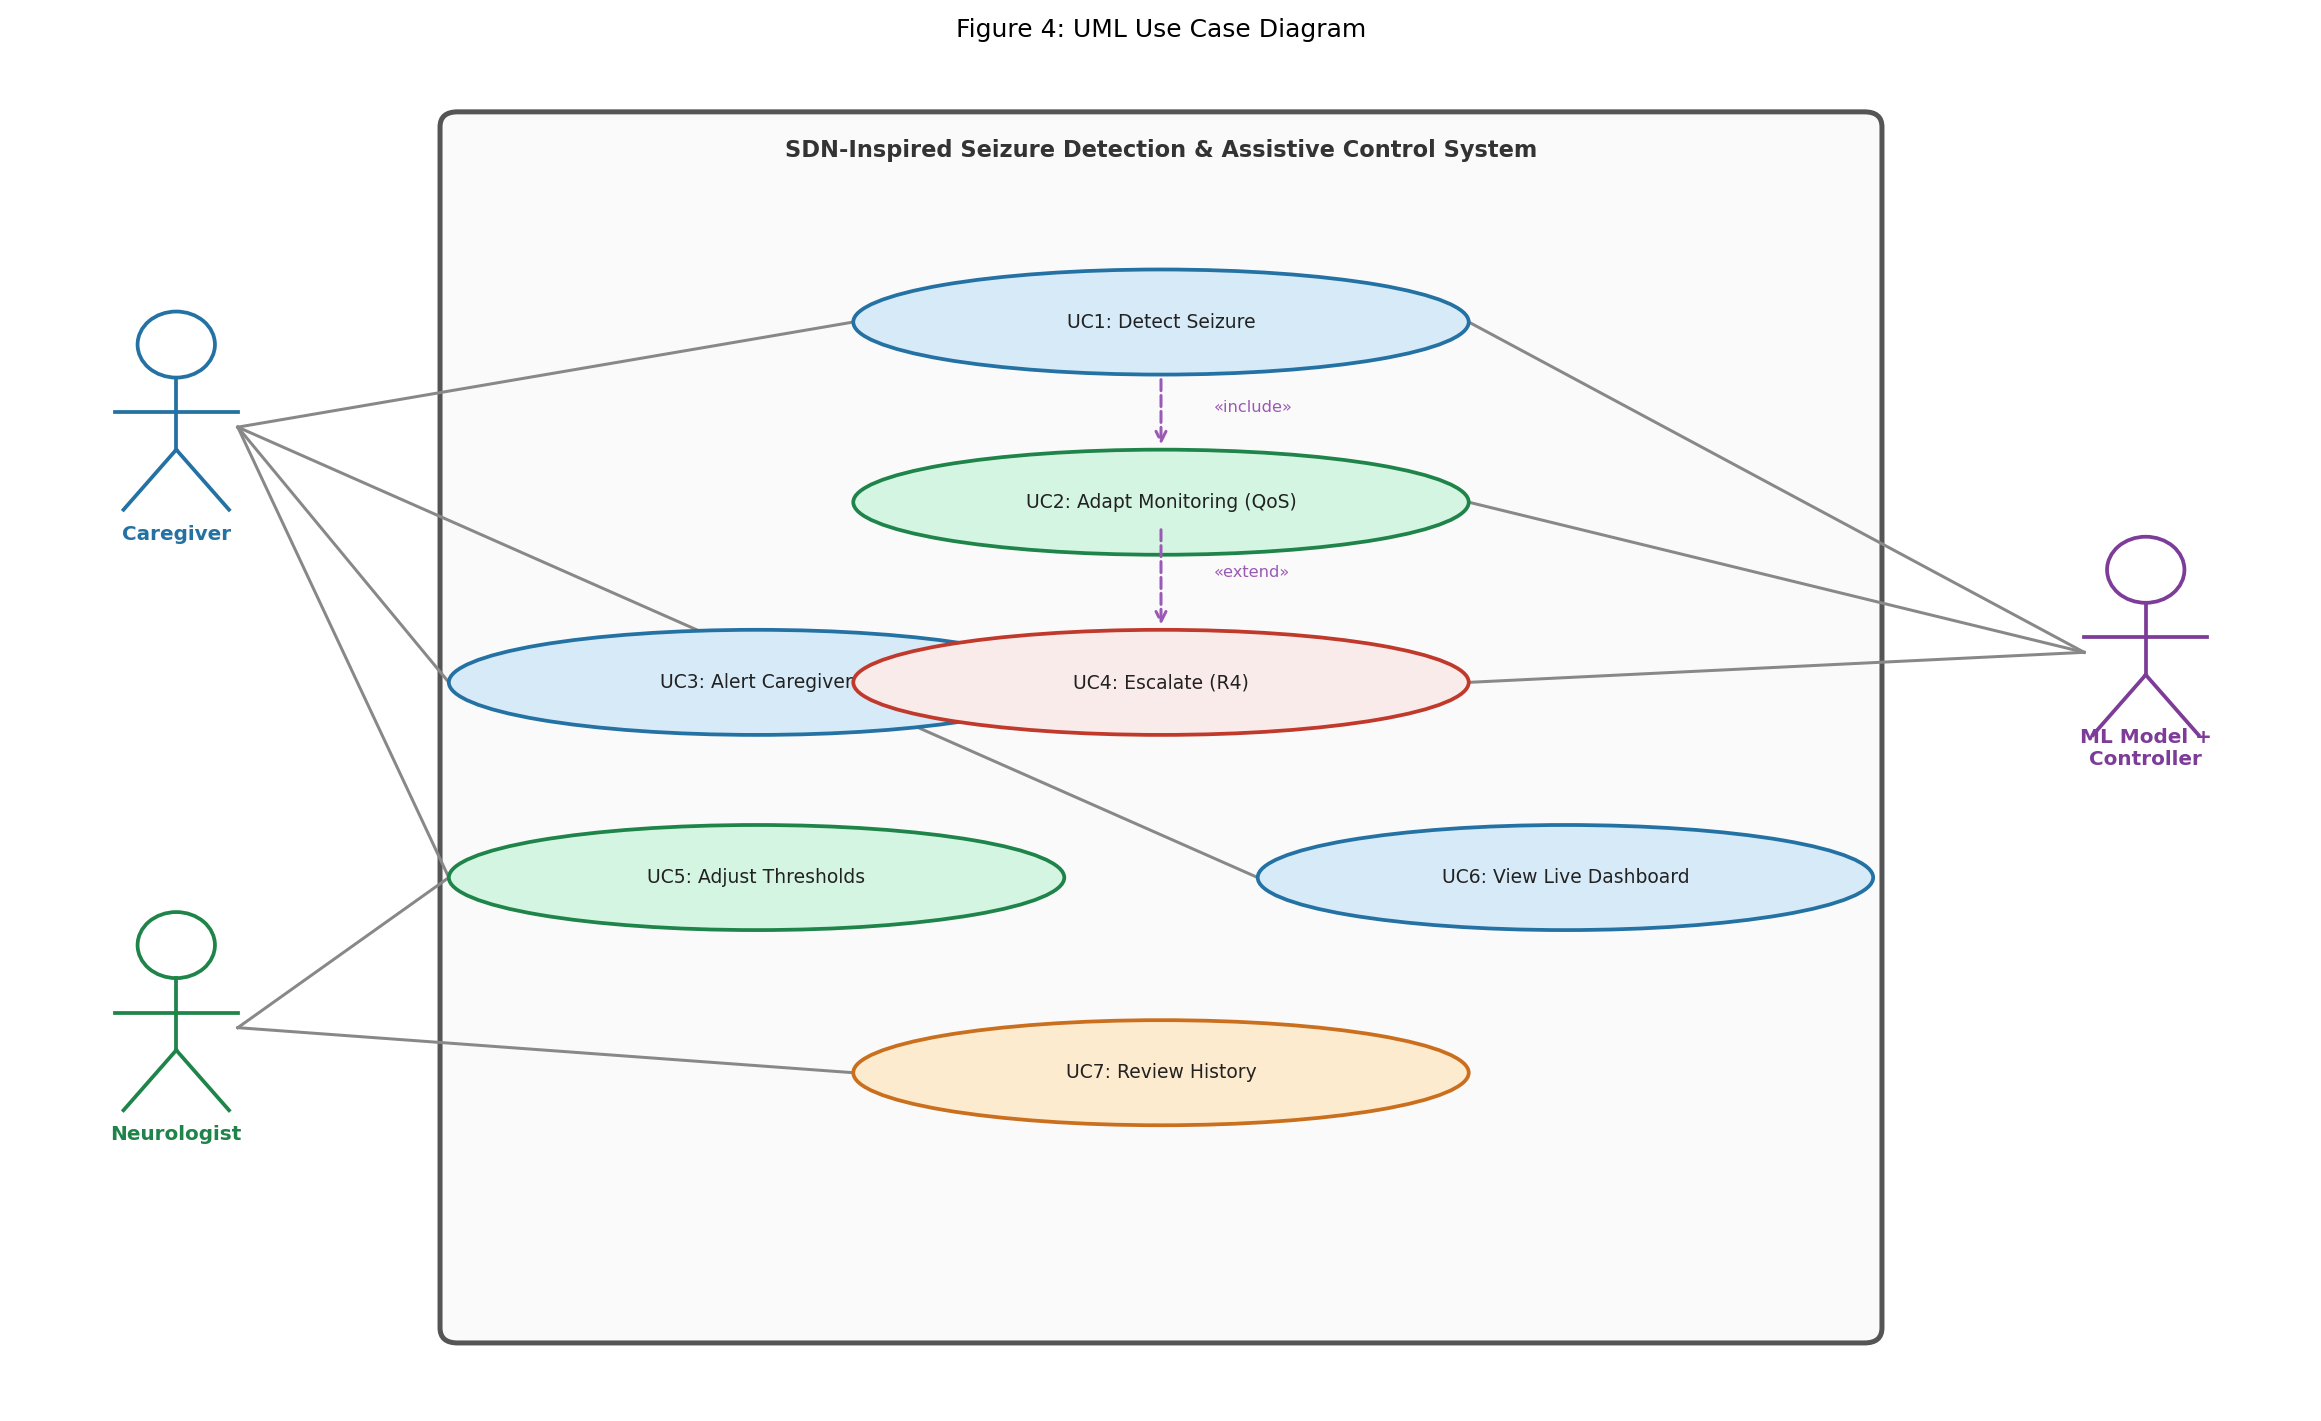 Figure 4: UML Use Case Diagram
SDN-Inspired Seizure Detection & Assistive Control System
UC1: Detect Seizure
«include»
UC2: Adapt Monitoring (QoS)
Caregiver
«extend»
UC3: Alert Caregiver
UC4: Escalate (R4)
ML Model +
Controller
UC5: Adjust Thresholds
UC6: View Live Dashboard
UC7: Review History
Neurologist